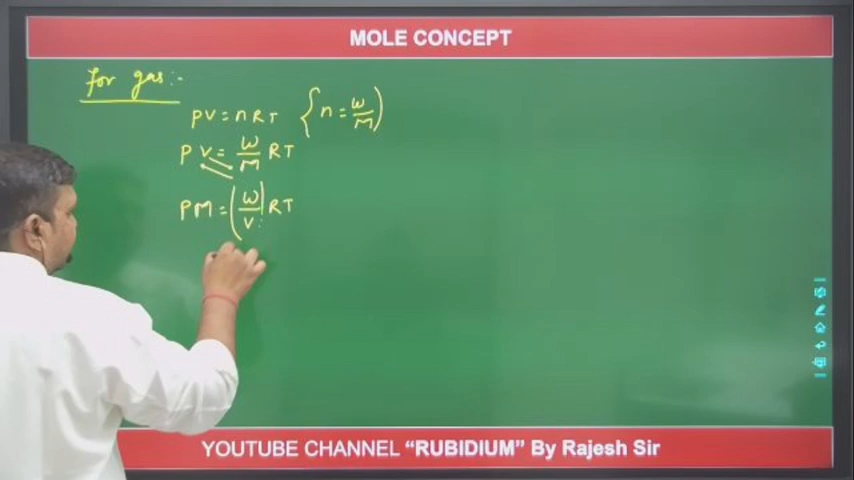 MOLE CONCEPT
for gas:-
PV = nRT { n = w/M )
PV = w/M RT
PM = (w/V) RT
YOUTUBE CHANNEL “RUBIDIUM” By Rajesh Sir